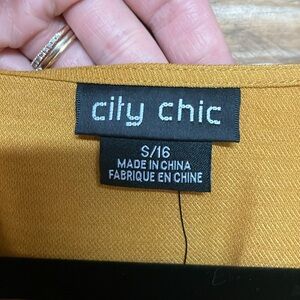 city chic
S/16
MADE IN CHINA
FABRIQUE EN CHINE